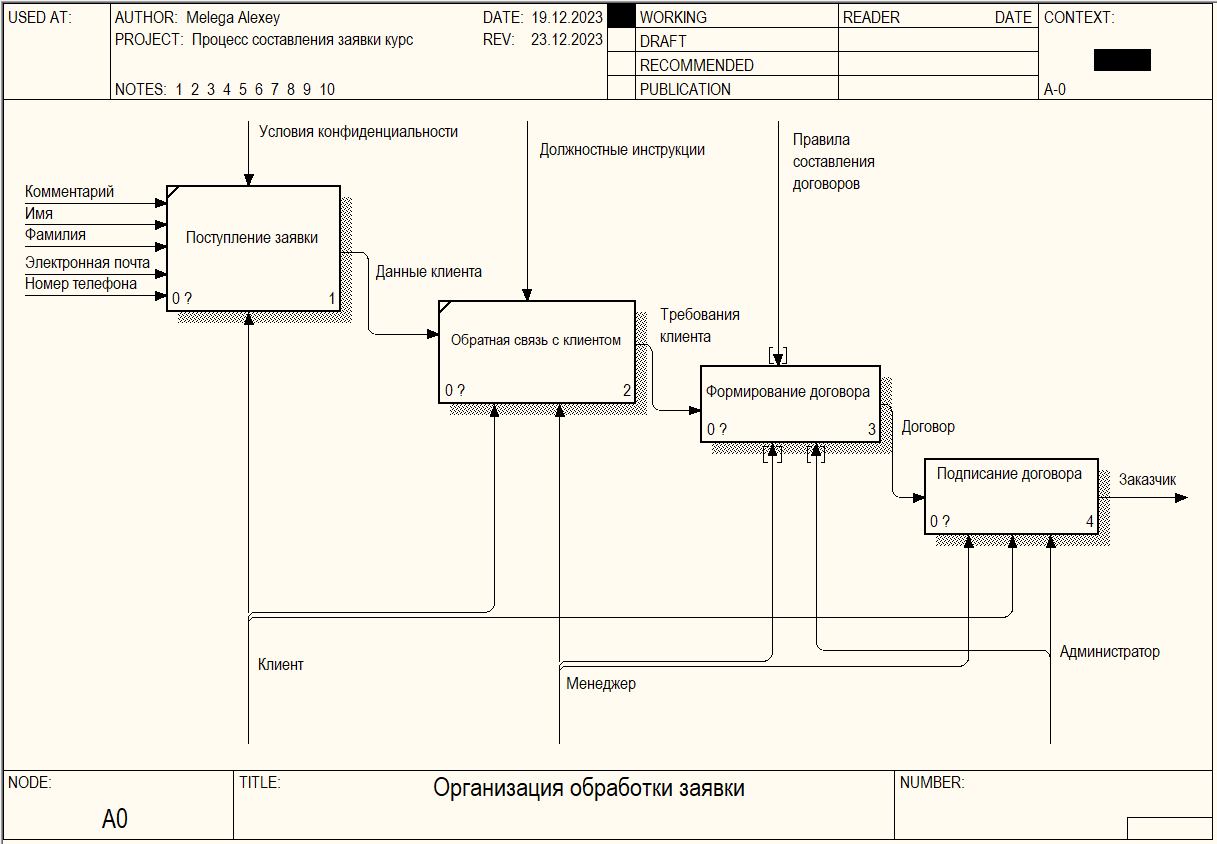 USED AT:
AUTHOR: Melega Alexey
DATE: 19.12.2023
WORKING
READER
DATE
CONTEXT:
PROJECT: Процесс составления заявки курс
REV: 23.12.2023
DRAFT
RECOMMENDED
NOTES: 1 2 3 4 5 6 7 8 9 10
PUBLICATION
A-0
Условия конфиденциальности
Должностные инструкции
Правила
составления
договоров
Комментарий
Имя
Фамилия
Электронная почта
Номер телефона
Поступление заявки
0 ?
1
Данные клиента
Обратная связь с клиентом
0 ?
2
Требования
клиента
Формирование договора
0 ?
3
Договор
Подписание договора
0 ?
4
Заказчик
Клиент
Менеджер
Администратор
NODE:
A0
TITLE:
Организация обработки заявки
NUMBER: